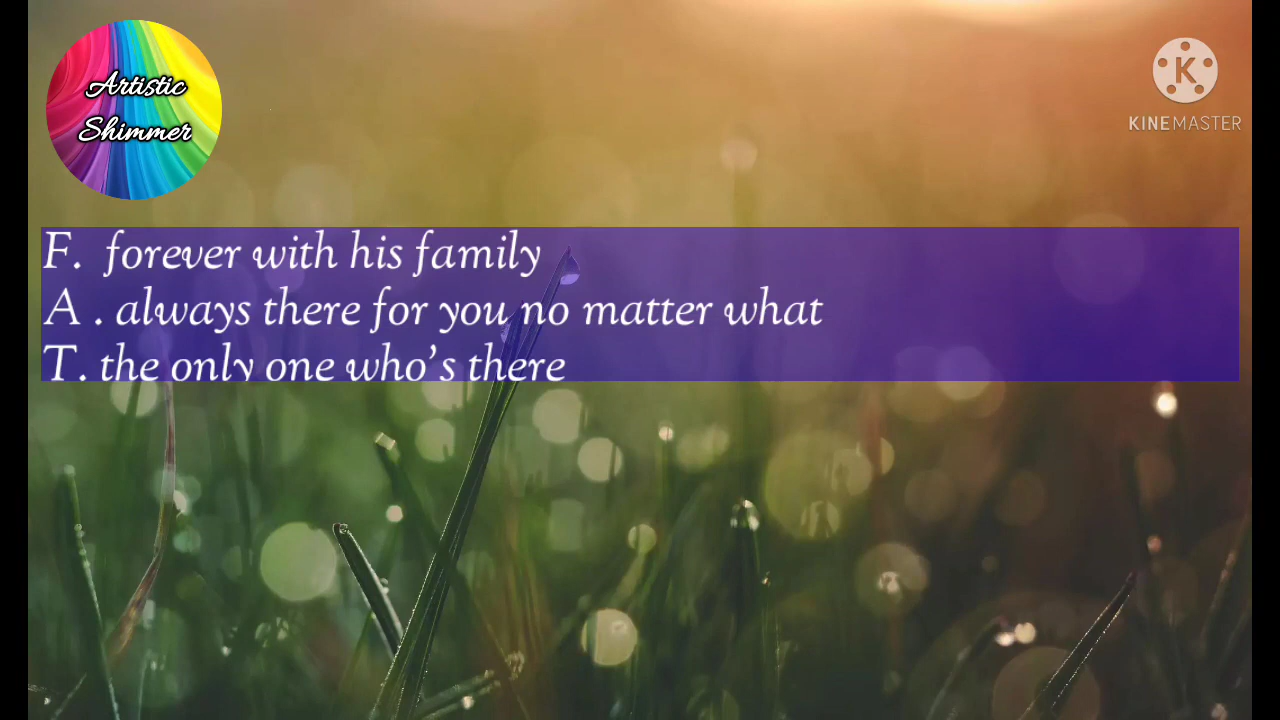 Artistic
Shimmer
K
KINEMASTER
F. forever with his family
A . always there for you no matter what
T. the only one who's there